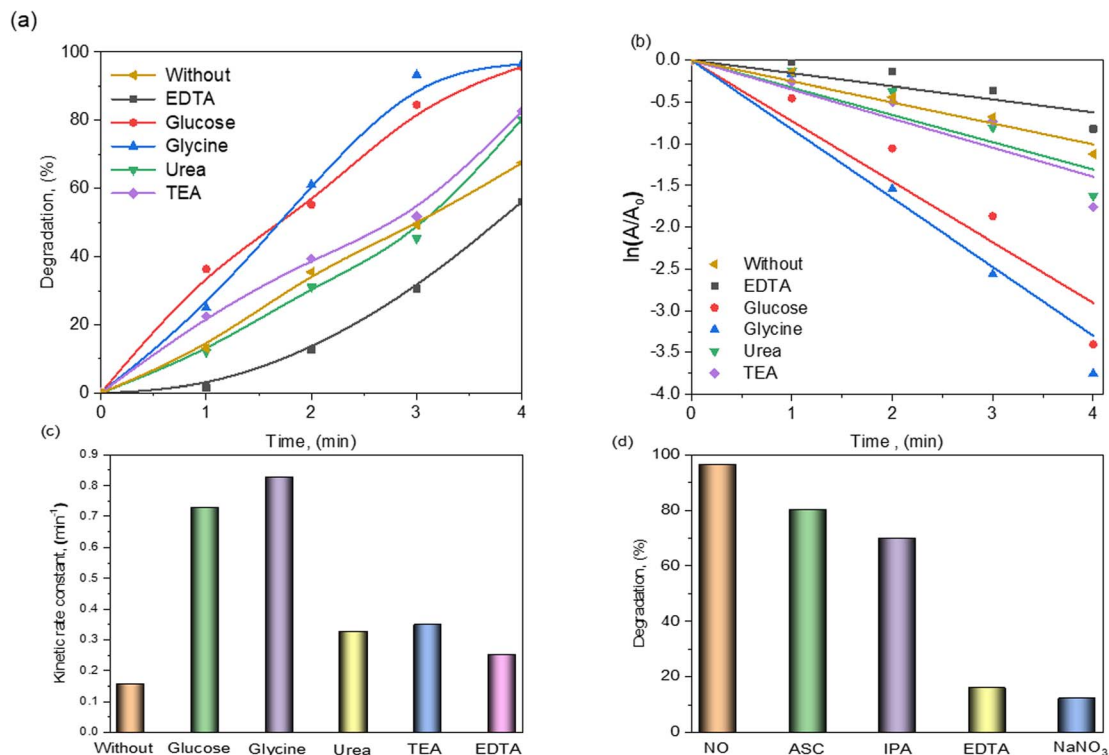 (a)
Degradation, (%)
100
80
60
40
20
0
Without
EDTA
Glucose
Glycine
Urea
TEA
0 1 2 3 4
Time, (min)
(b)
ln(A/A₀)
0.0
-0.5
-1.0
-1.5
-2.0
-2.5
-3.0
-3.5
-4.0
Without
EDTA
Glucose
Glycine
Urea
TEA
0 1 2 3 4
Time , (min)
(c)
Kinetic rate constant, (min⁻¹)
0.9
0.8
0.7
0.6
0.5
0.4
0.3
0.2
0.1
0.0
Without Glucose Glycine Urea TEA EDTA
(d)
Degradation, (%)
100
80
60
40
20
0
NO ASC IPA EDTA NaNO₃